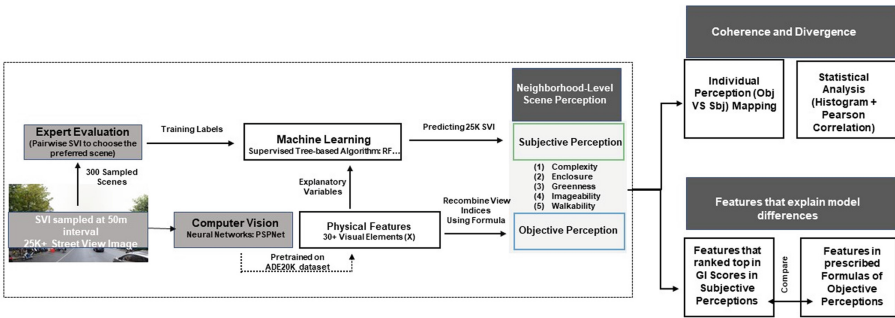 Coherence and Divergence
Individual
Perception (Obj
VS Sbj) Mapping
Statistical
Analysis
(Histogram +
Pearson
Correlation)
Neighborhood-Level
Scene Perception
Expert Evaluation
(Pairwise SVI to choose the
preferred scene)
Training Labels
Machine Learning
Supervised Tree-based Algorithm: RF...
Predicting 25K SVI
Subjective Perception
(1) Complexity
(2) Enclosure
(3) Greenness
(4) Imageability
(5) Walkability
300 Sampled
Scenes
Explanatory
Variables
SVI sampled at 50m
interval
25K+ Street View Image
Computer Vision
Neural Networks: PSPNet
Physical Features
30+ Visual Elements (X)
Recombine View
Indices
Using Formula
Objective Perception
Pretrained on
ADE20K dataset
Features that explain model
differences
Features that
ranked top in
GI Scores in
Subjective
Perceptions
Compare
Features in
prescribed
Formulas of
Objective
Perceptions